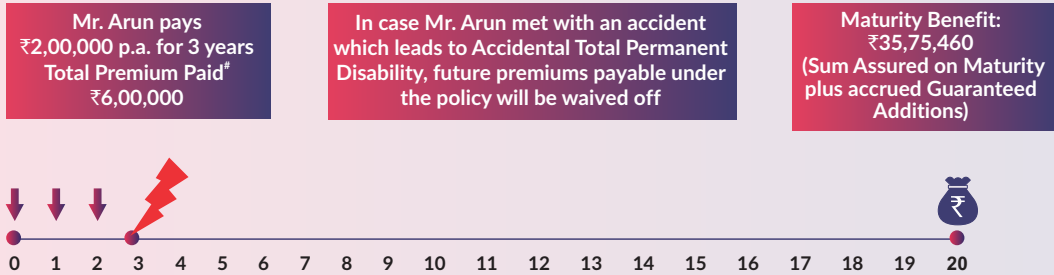 Mr. Arun pays
₹2,00,000 p.a. for 3 years
Total Premium Paid#
₹6,00,000
In case Mr. Arun met with an accident
which leads to Accidental Total Permanent
Disability, future premiums payable under
the policy will be waived off
Maturity Benefit:
₹35,75,460
(Sum Assured on Maturity
plus accrued Guaranteed
Additions)
₹
0 1 2 3 4 5 6 7 8 9 10 11 12 13 14 15 16 17 18 19 20